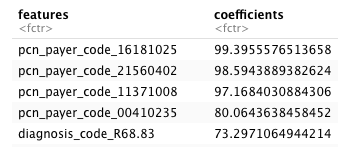 features coefficients
<fctr> <fctr>
pcn_payer_code_16181025 99.3955576513658
pcn_payer_code_21560402 98.5943889382624
pcn_payer_code_11371008 97.1684030884306
pcn_payer_code_00410235 80.0643638458452
diagnosis_code_R68.83 73.2971064944214